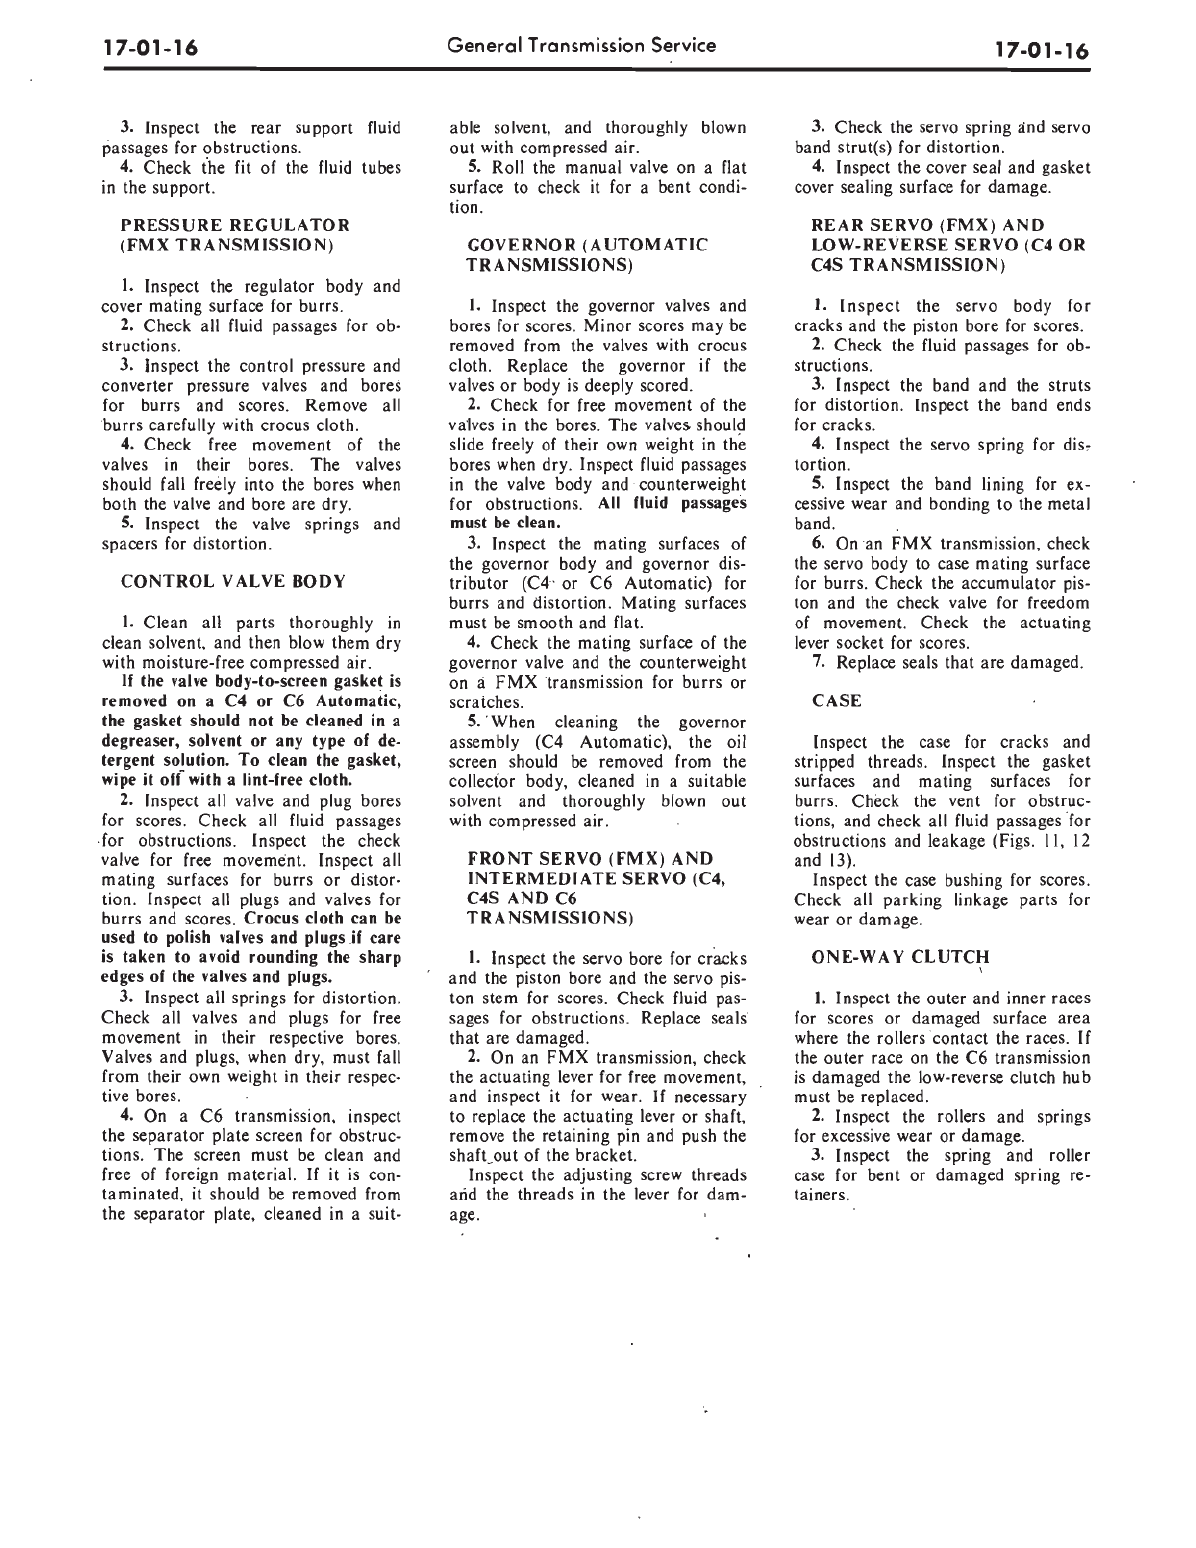 17-01-16
General Transmission Service
17-01-16
3. Inspect the rear support fluid
passages for obstructions.
4. Check the fit of the fluid tubes
in the support.
PRESSURE REGULATOR
(FMX TRANSMISSION)
1. Inspect the regulator body and
cover mating surface for burrs.
2. Check all fluid passages for ob-
structions.
3. Inspect the control pressure and
converter pressure valves and bores
for burrs and scores. Remove all
burrs carefully with crocus cloth.
4. Check free movement of the
valves in their bores. The valves
should fall freely into the bores when
both the valve and bore are dry.
5. Inspect the valve springs and
spacers for distortion.
CONTROL VALVE BODY
1. Clean all parts thoroughly in
clean solvent, and then blow them dry
with moisture-free compressed air.
If the valve body-to-screen gasket is
removed on a C4 or C6 Automatic,
the gasket should not be cleaned in a
degreaser, solvent or any type of de-
tergent solution. To clean the gasket,
wipe it off with a lint-free cloth.
2. Inspect all valve and plug bores
for scores. Check all fluid passages
for obstructions. Inspect the check
valve for free movement. Inspect all
mating surfaces for burrs or distor-
tion. Inspect all plugs and valves for
burrs and scores. Crocus cloth can be
used to polish valves and plugs if care
is taken to avoid rounding the sharp
edges of the valves and plugs.
3. Inspect all springs for distortion.
Check all valves and plugs for free
movement in their respective bores.
Valves and plugs, when dry, must fall
from their own weight in their respec-
tive bores.
4. On a C6 transmission, inspect
the separator plate screen for obstruc-
tions. The screen must be clean and
free of foreign material. If it is con-
taminated, it should be removed from
the separator plate, cleaned in a suit-
able solvent, and thoroughly blown
out with compressed air.
5. Roll the manual valve on a flat
surface to check it for a bent condi-
tion.
GOVERNOR (AUTOMATIC
TRANSMISSIONS)
1. Inspect the governor valves and
bores for scores. Minor scores may be
removed from the valves with crocus
cloth. Replace the governor if the
valves or body is deeply scored.
2. Check for free movement of the
valves in the bores. The valves should
slide freely of their own weight in the
bores when dry. Inspect fluid passages
in the valve body and counterweight
for obstructions. All fluid passages
must be clean.
3. Inspect the mating surfaces of
the governor body and governor dis-
tributor (C4 or C6 Automatic) for
burrs and distortion. Mating surfaces
must be smooth and flat.
4. Check the mating surface of the
governor valve and the counterweight
on a FMX transmission for burrs or
scratches.
5. When cleaning the governor
assembly (C4 Automatic), the oil
screen should be removed from the
collector body, cleaned in a suitable
solvent and thoroughly blown out
with compressed air.
FRONT SERVO (FMX) AND
INTERMEDIATE SERVO (C4,
C4S AND C6
TRANSMISSIONS)
1. Inspect the servo bore for cracks
and the piston bore and the servo pis-
ton stem for scores. Check fluid pas-
sages for obstructions. Replace seals
that are damaged.
2. On an FMX transmission, check
the actuating lever for free movement,
and inspect it for wear. If necessary
to replace the actuating lever or shaft,
remove the retaining pin and push the
shaft out of the bracket.
Inspect the adjusting screw threads
and the threads in the lever for dam-
age.
3. Check the servo spring and servo
band strut(s) for distortion.
4. Inspect the cover seal and gasket
cover sealing surface for damage.
REAR SERVO (FMX) AND
LOW-REVERSE SERVO (C4 OR
C4S TRANSMISSION)
1. Inspect the servo body for
cracks and the piston bore for scores.
2. Check the fluid passages for ob-
structions.
3. Inspect the band and the struts
for distortion. Inspect the band ends
for cracks.
4. Inspect the servo spring for dis-
tortion.
5. Inspect the band lining for ex-
cessive wear and bonding to the metal
band.
6. On an FMX transmission, check
the servo body to case mating surface
for burrs. Check the accumulator pis-
ton and the check valve for freedom
of movement. Check the actuating
lever socket for scores.
7. Replace seals that are damaged.
CASE
Inspect the case for cracks and
stripped threads. Inspect the gasket
surfaces and mating surfaces for
burrs. Check the vent for obstruc-
tions, and check all fluid passages for
obstructions and leakage (Figs. 11, 12
and 13).
Inspect the case bushing for scores.
Check all parking linkage parts for
wear or damage.
ONE-WAY CLUTCH
1. Inspect the outer and inner races
for scores or damaged surface area
where the rollers contact the races. If
the outer race on the C6 transmission
is damaged the low-reverse clutch hub
must be replaced.
2. Inspect the rollers and springs
for excessive wear or damage.
3. Inspect the spring and roller
case for bent or damaged spring re-
tainers.